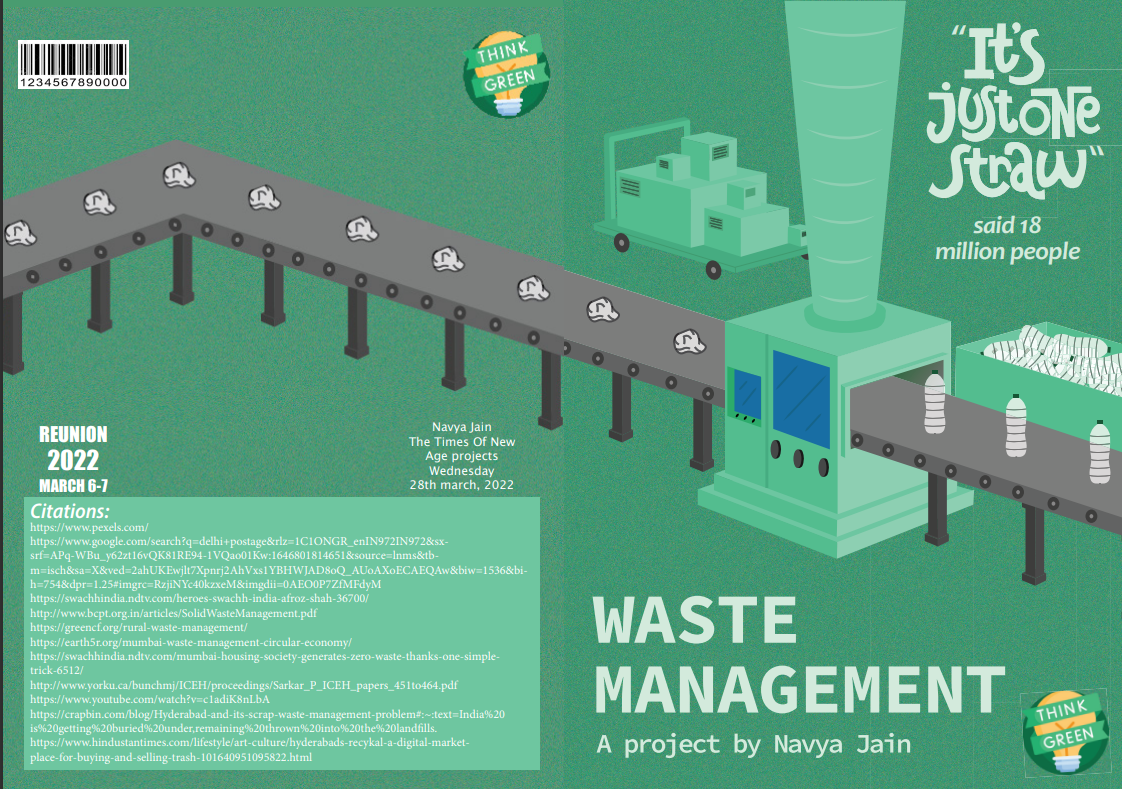 1234567890000
THINK
GREEN
REUNION
2022
MARCH 6-7
Navya Jain
The Times Of New
Age projects
Wednesday
28th march, 2022
Citations:
https://www.pexels.com/
https://www.google.com/search?q=delhi+postage&rlz=1C1ONGR_enIN972IN972&sx-
srf=APq-WBu_y62zt16vQK81RE94-1VQao01Kw:1646801814651&source=lnms&tb-
m=isch&sa=X&ved=2ahUKEwjlt7Xpnrj2AhVxs1YBHWJAD8oQ_AUoAXoECAEQAw&biw=1536&bi-
h=754&dpr=1.25#imgrc=RzjiNYc40kzxeM&imgdii=0AEO0P7ZfMFdyM
https://swachhindia.ndtv.com/heroes-swachh-india-afroz-shah-36700/
http://www.bcpt.org.in/articles/SolidWasteManagement.pdf
https://greencf.org/rural-waste-management/
https://earth5r.org/mumbai-waste-management-circular-economy/
https://swachhindia.ndtv.com/mumbai-housing-society-generates-zero-waste-thanks-one-simple-
trick-6512/
http://www.yorku.ca/bunchmj/ICEH/proceedings/Sarkar_P_ICEH_papers_451to464.pdf
https://www.youtube.com/watch?v=c1adiK8nLbA
https://crapbin.com/blog/Hyderabad-and-its-scrap-waste-management-problem#:~:text=India%20
is%20getting%20buried%20under,remaining%20thrown%20into%20the%20landfills.
https://www.hindustantimes.com/lifestyle/art-culture/hyderabads-recykal-a-digital-market-
place-for-buying-and-selling-trash-101640951095822.html
“It's
just one
straw“
said 18
million people
WASTE
MANAGEMENT
A project by Navya Jain
THINK
GREEN